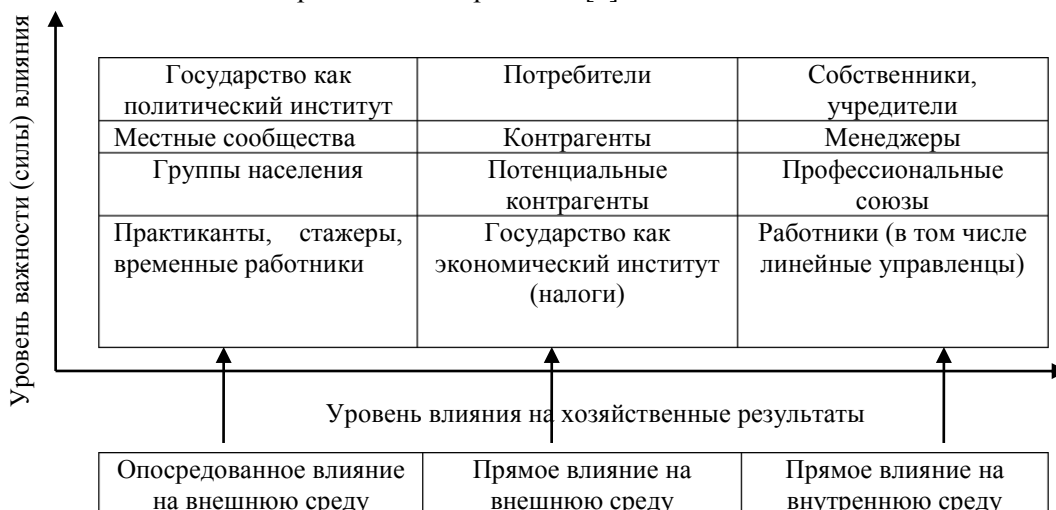 Уровень важности (силы) влияния
Государство как
политический институт
Потребители
Собственники,
учредители
Местные сообщества
Контрагенты
Менеджеры
Группы населения
Потенциальные
контрагенты
Профессиональные
союзы
Практиканты, стажеры,
временные работники
Государство как
экономический институт
(налоги)
Работники (в том числе
линейные управленцы)
Уровень влияния на хозяйственные результаты
Опосредованное влияние
на внешнюю среду
Прямое влияние на
внешнюю среду
Прямое влияние на
внутреннюю среду